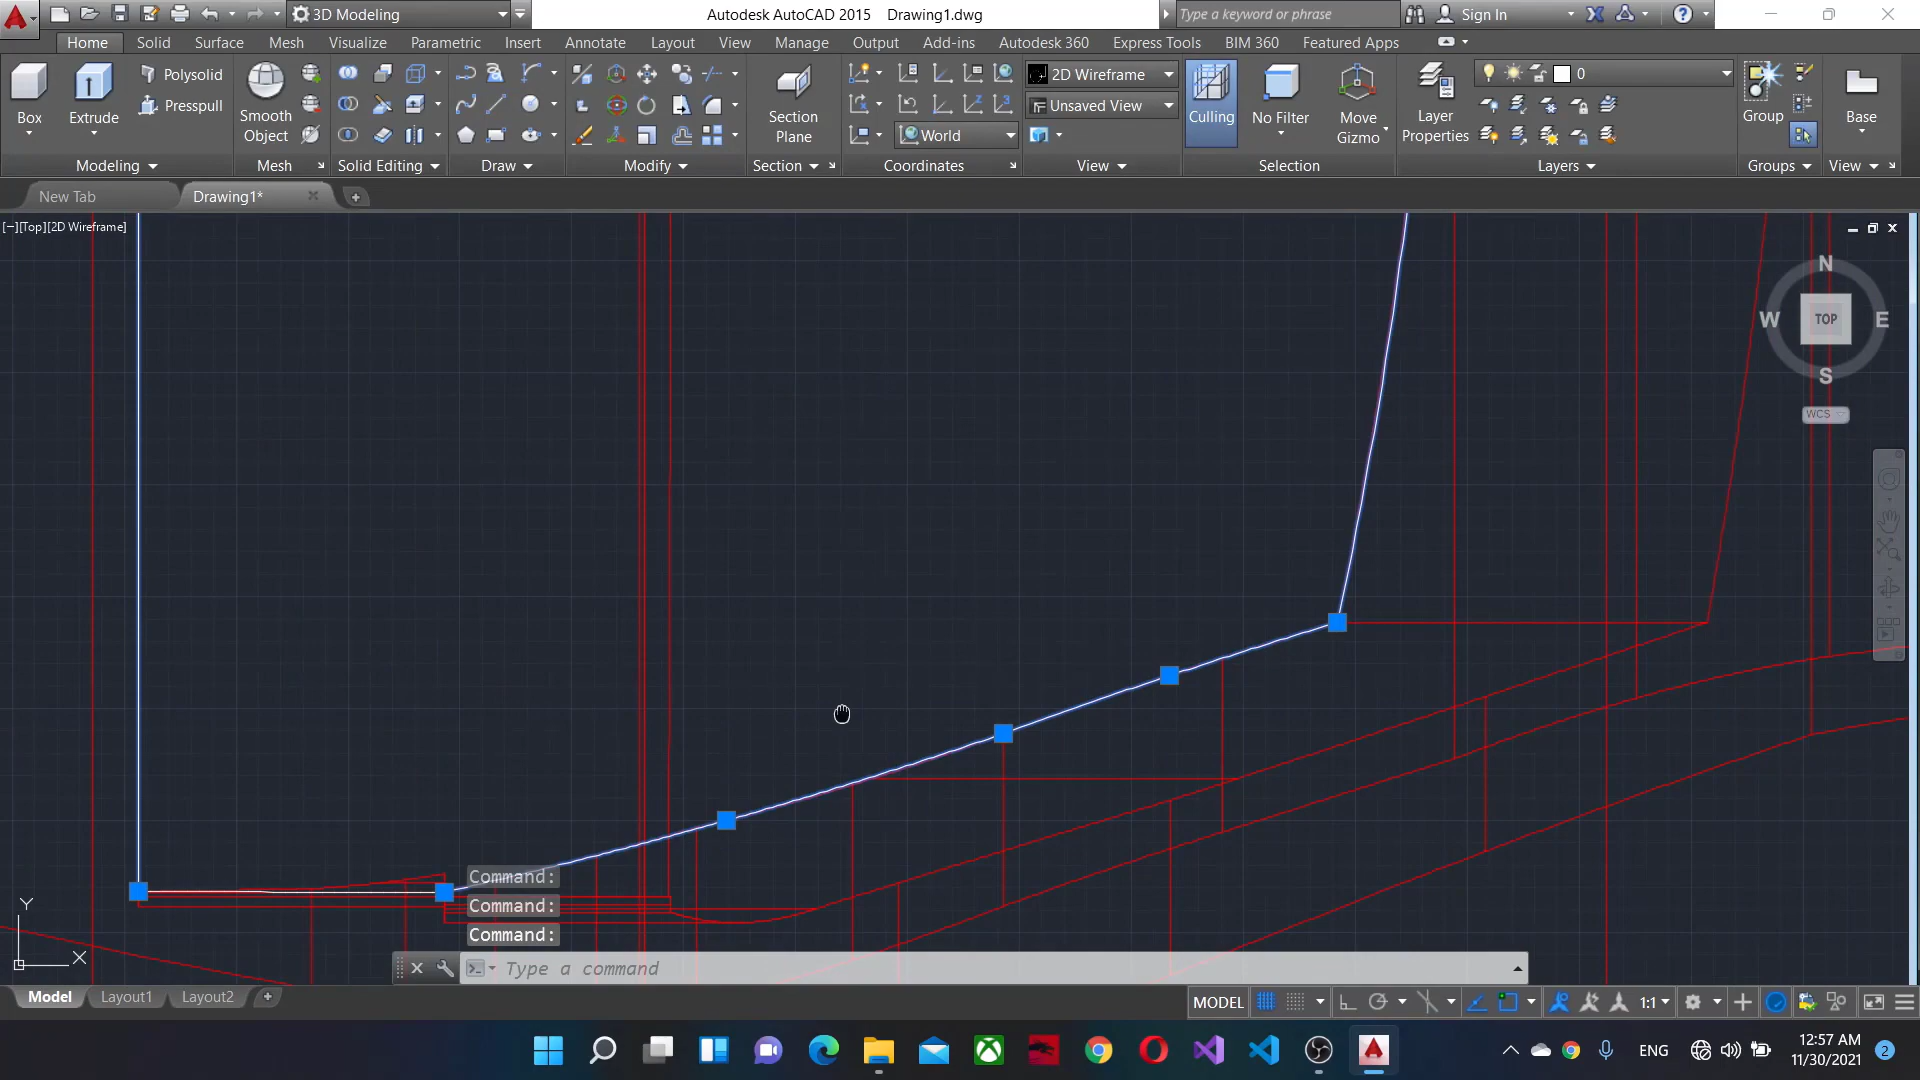 3D Modeling
Autodesk AutoCAD 2015 Drawing1.dwg
Type a keyword or phrase
Sign In
Home Solid Surface Mesh Visualize Parametric Insert Annotate Layout View Manage Output Add-ins Autodesk 360 Express Tools BIM 360 Featured Apps
Box
Extrude
Polysolid
Presspull
Smooth Object
Section Plane
World
2D Wireframe
Unsaved View
Culling
No Filter
Move Gizmo
Layer Properties
0
Group
Base
Modeling Mesh Solid Editing Draw Modify Section Coordinates View Selection Layers Groups View
New Tab Drawing1*
[−][Top][2D Wireframe]
N
W TOP E
S
WCS
Y
X
Command:
Command:
Command:
Type a command
Model Layout1 Layout2
MODEL 1:1
ENG
12:57 AM
11/30/2021
2